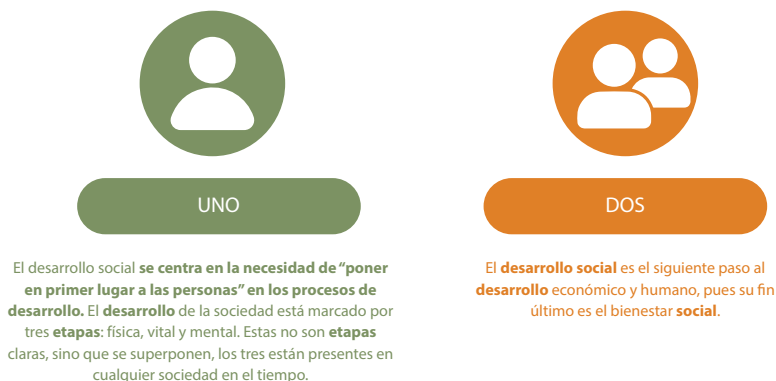 UNO
El desarrollo social se centra en la necesidad de “poner
en primer lugar a las personas” en los procesos de
desarrollo. El desarrollo de la sociedad está marcado por
tres etapas: física, vital y mental. Estas no son etapas
claras, sino que se superponen, los tres están presentes en
cualquier sociedad en el tiempo.
DOS
El desarrollo social es el siguiente paso al
desarrollo económico y humano, pues su fin
último es el bienestar social.